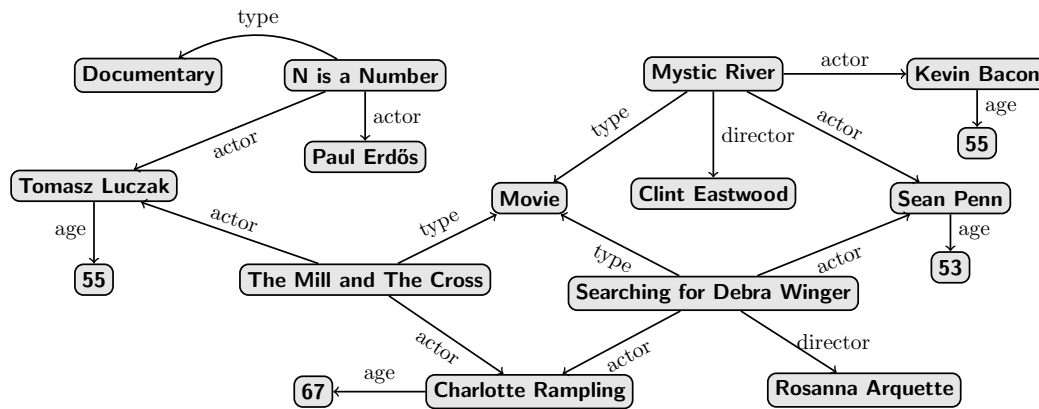 type
Documentary
N is a Number
Mystic River
actor
Kevin Bacon
actor
actor
type
director
actor
age
55
Paul Erdős
Tomasz Luczak
Movie
Clint Eastwood
Sean Penn
age
actor
type
type
actor
age
55
The Mill and The Cross
Searching for Debra Winger
53
actor
actor
director
67
age
Charlotte Rampling
Rosanna Arquette